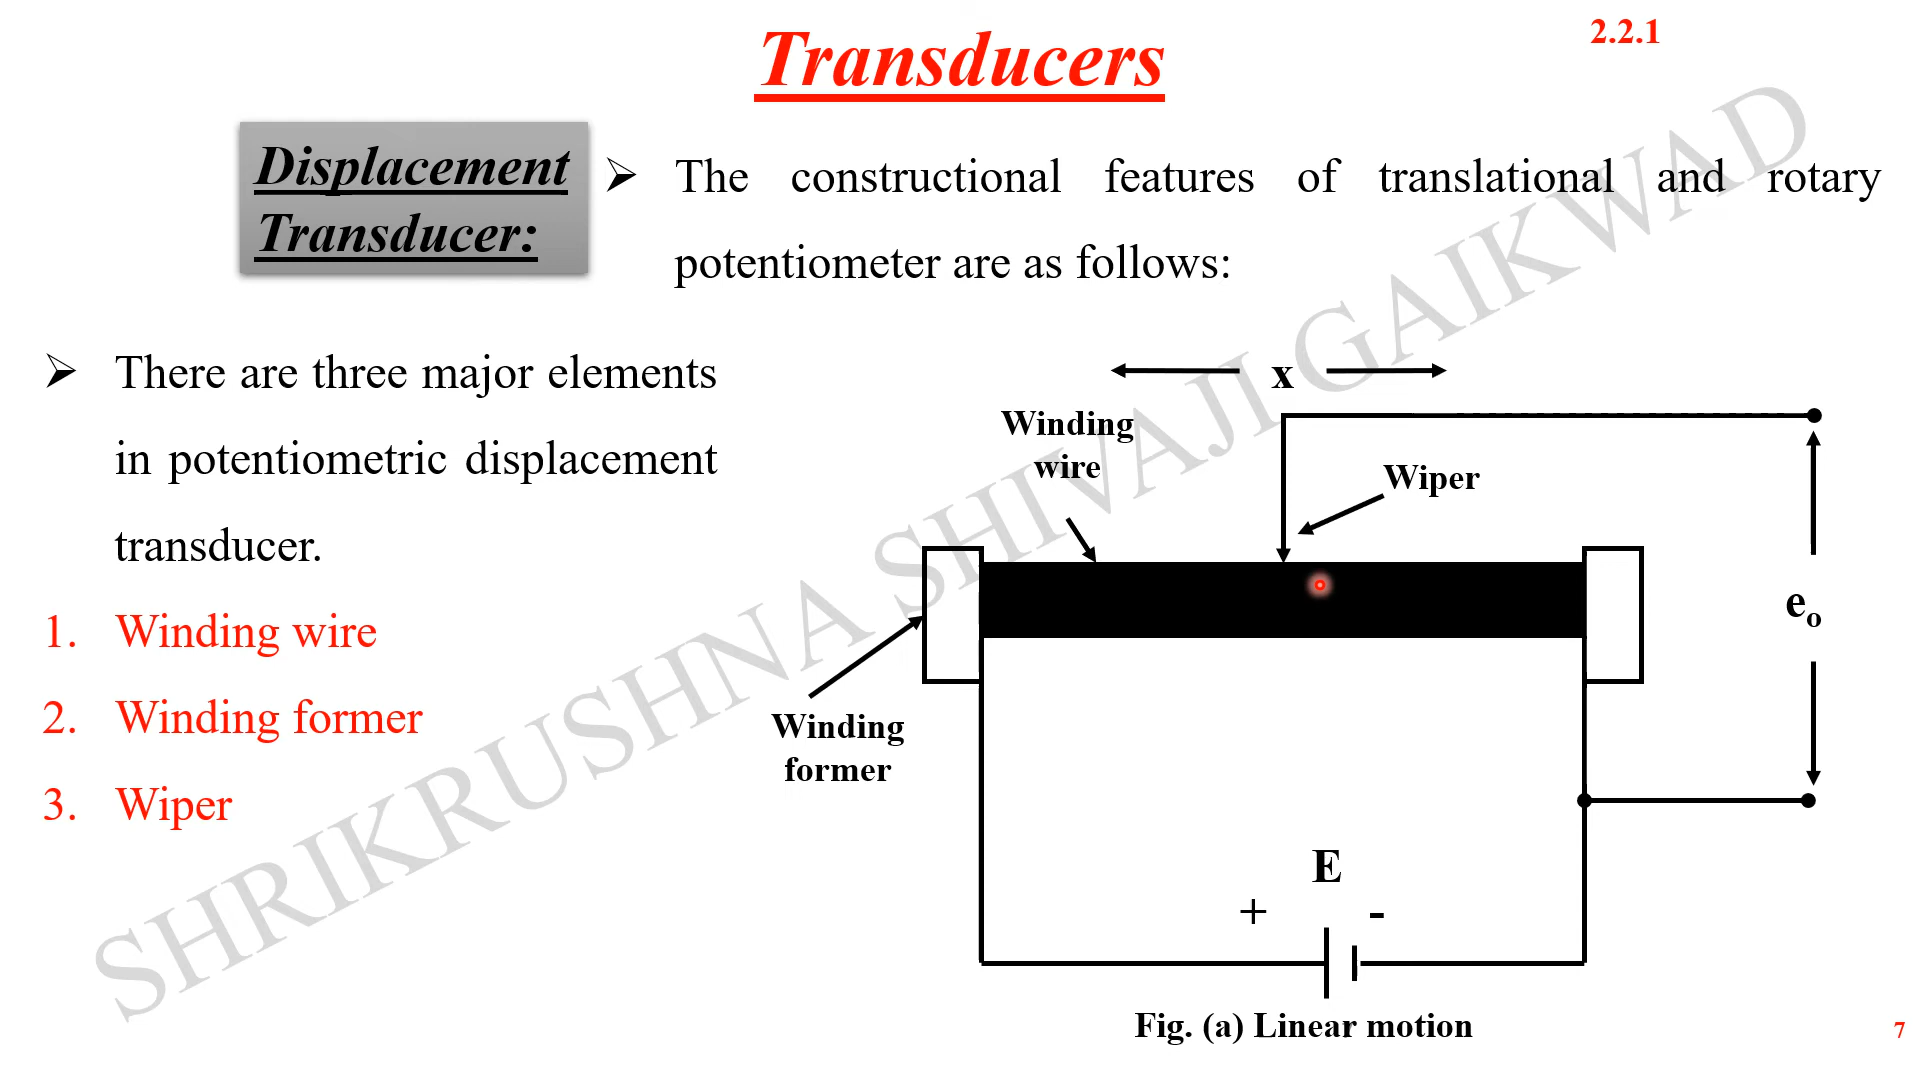 Transducers
2.2.1
Displacement
Transducer:
➢ The constructional features of translational and rotary
potentiometer are as follows:
➢ There are three major elements
in potentiometric displacement
transducer.
1. Winding wire
2. Winding former
3. Wiper
x
Winding
wire
Wiper
eo
Winding
former
E
+ -
Fig. (a) Linear motion
7
SHRIKRUSHNA SHIVAJI GAIKWAD